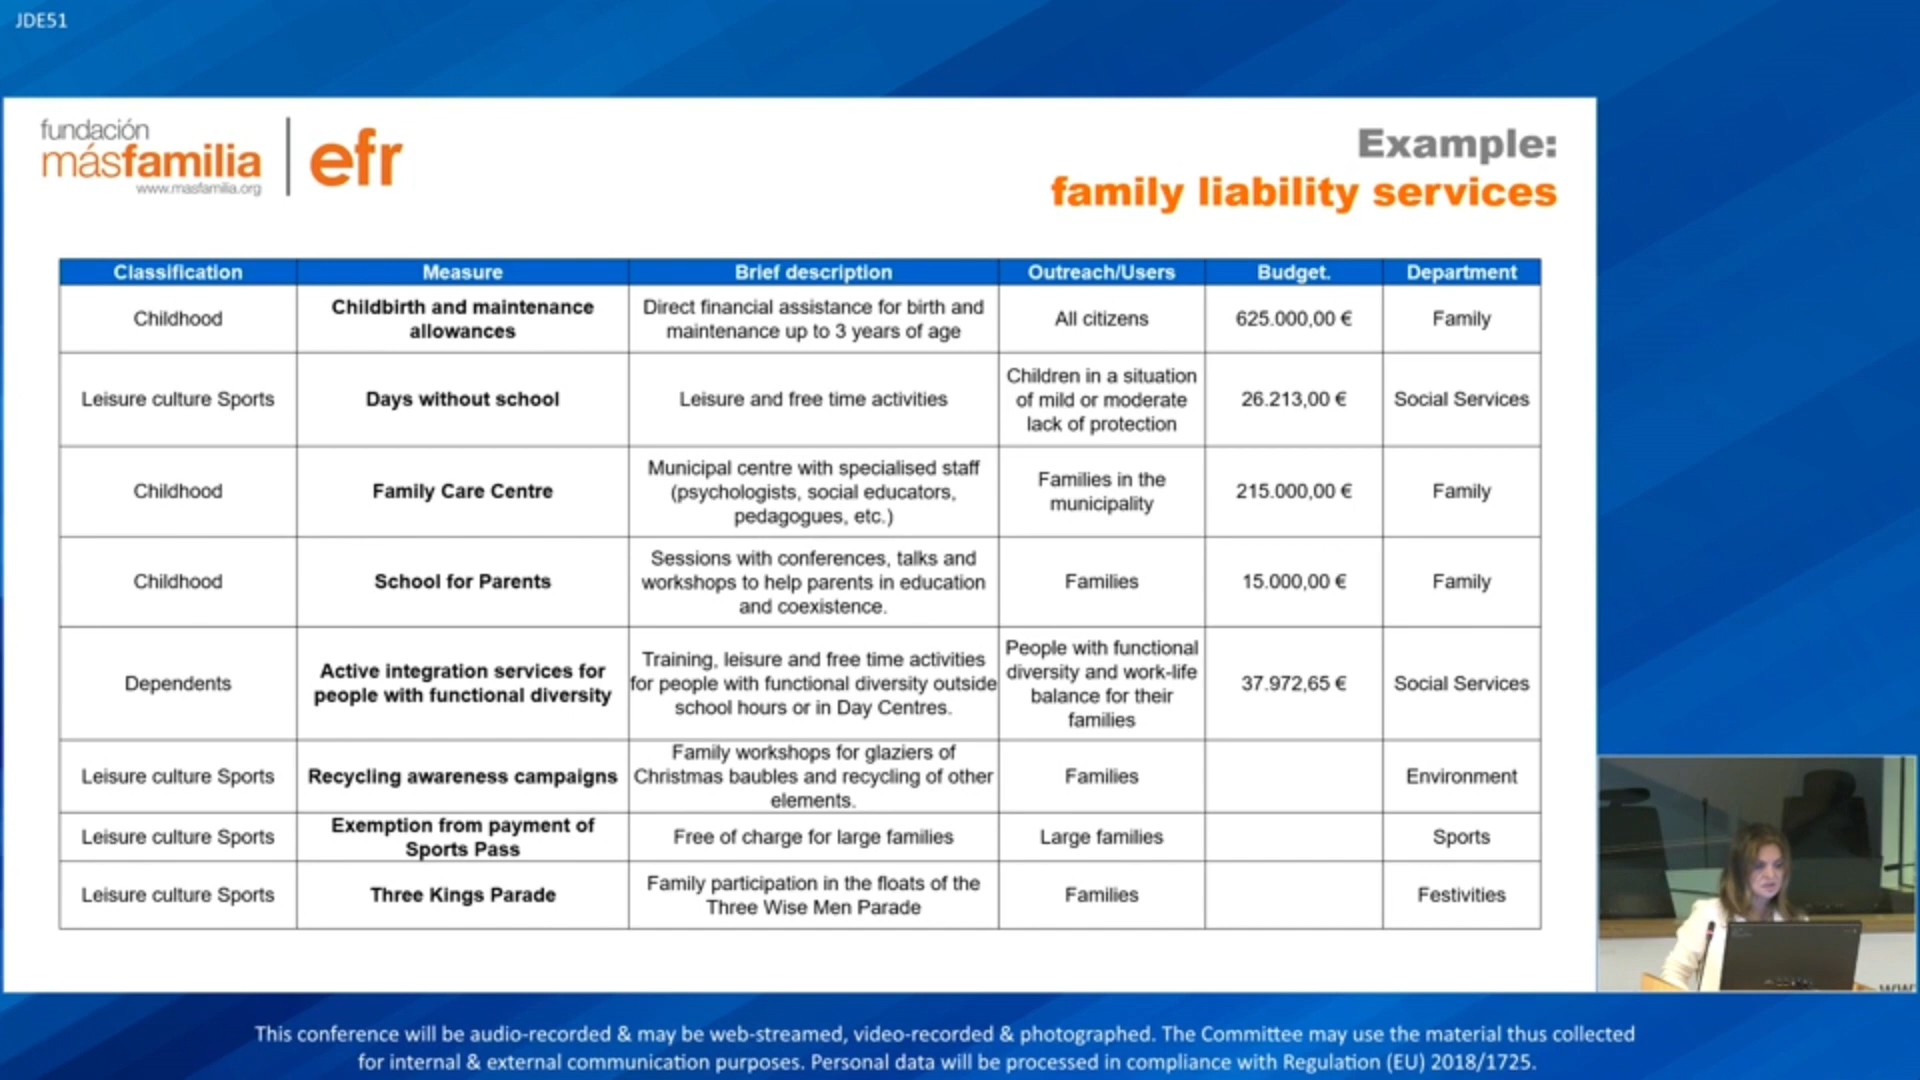 JDE51
fundación
másfamilia
www.masfamilia.org
efr
Example:
family liability services
Classification Measure Brief description Outreach/Users Budget. Department
Childhood
Childbirth and maintenance
allowances
Direct financial assistance for birth and
maintenance up to 3 years of age
All citizens
625.000,00 €
Family
Leisure culture Sports
Days without school
Leisure and free time activities
Children in a situation
of mild or moderate
lack of protection
26.213,00 €
Social Services
Childhood
Family Care Centre
Municipal centre with specialised staff
(psychologists, social educators,
pedagogues, etc.)
Families in the
municipality
215.000,00 €
Family
Childhood
School for Parents
Sessions with conferences, talks and
workshops to help parents in education
and coexistence.
Families
15.000,00 €
Family
Dependents
Active integration services for
people with functional diversity
Training, leisure and free time activities
for people with functional diversity outside
school hours or in Day Centres.
People with functional
diversity and work-life
balance for their
families
37.972,65 €
Social Services
Leisure culture Sports
Recycling awareness campaigns
Family workshops for glaziers of
Christmas baubles and recycling of other
elements.
Families
Environment
Leisure culture Sports
Exemption from payment of
Sports Pass
Free of charge for large families
Large families
Sports
Leisure culture Sports
Three Kings Parade
Family participation in the floats of the
Three Wise Men Parade
Families
Festivities
This conference will be audio-recorded & may be web-streamed, video-recorded & photographed. The Committee may use the material thus collected
for internal & external communication purposes. Personal data will be processed in compliance with Regulation (EU) 2018/1725.